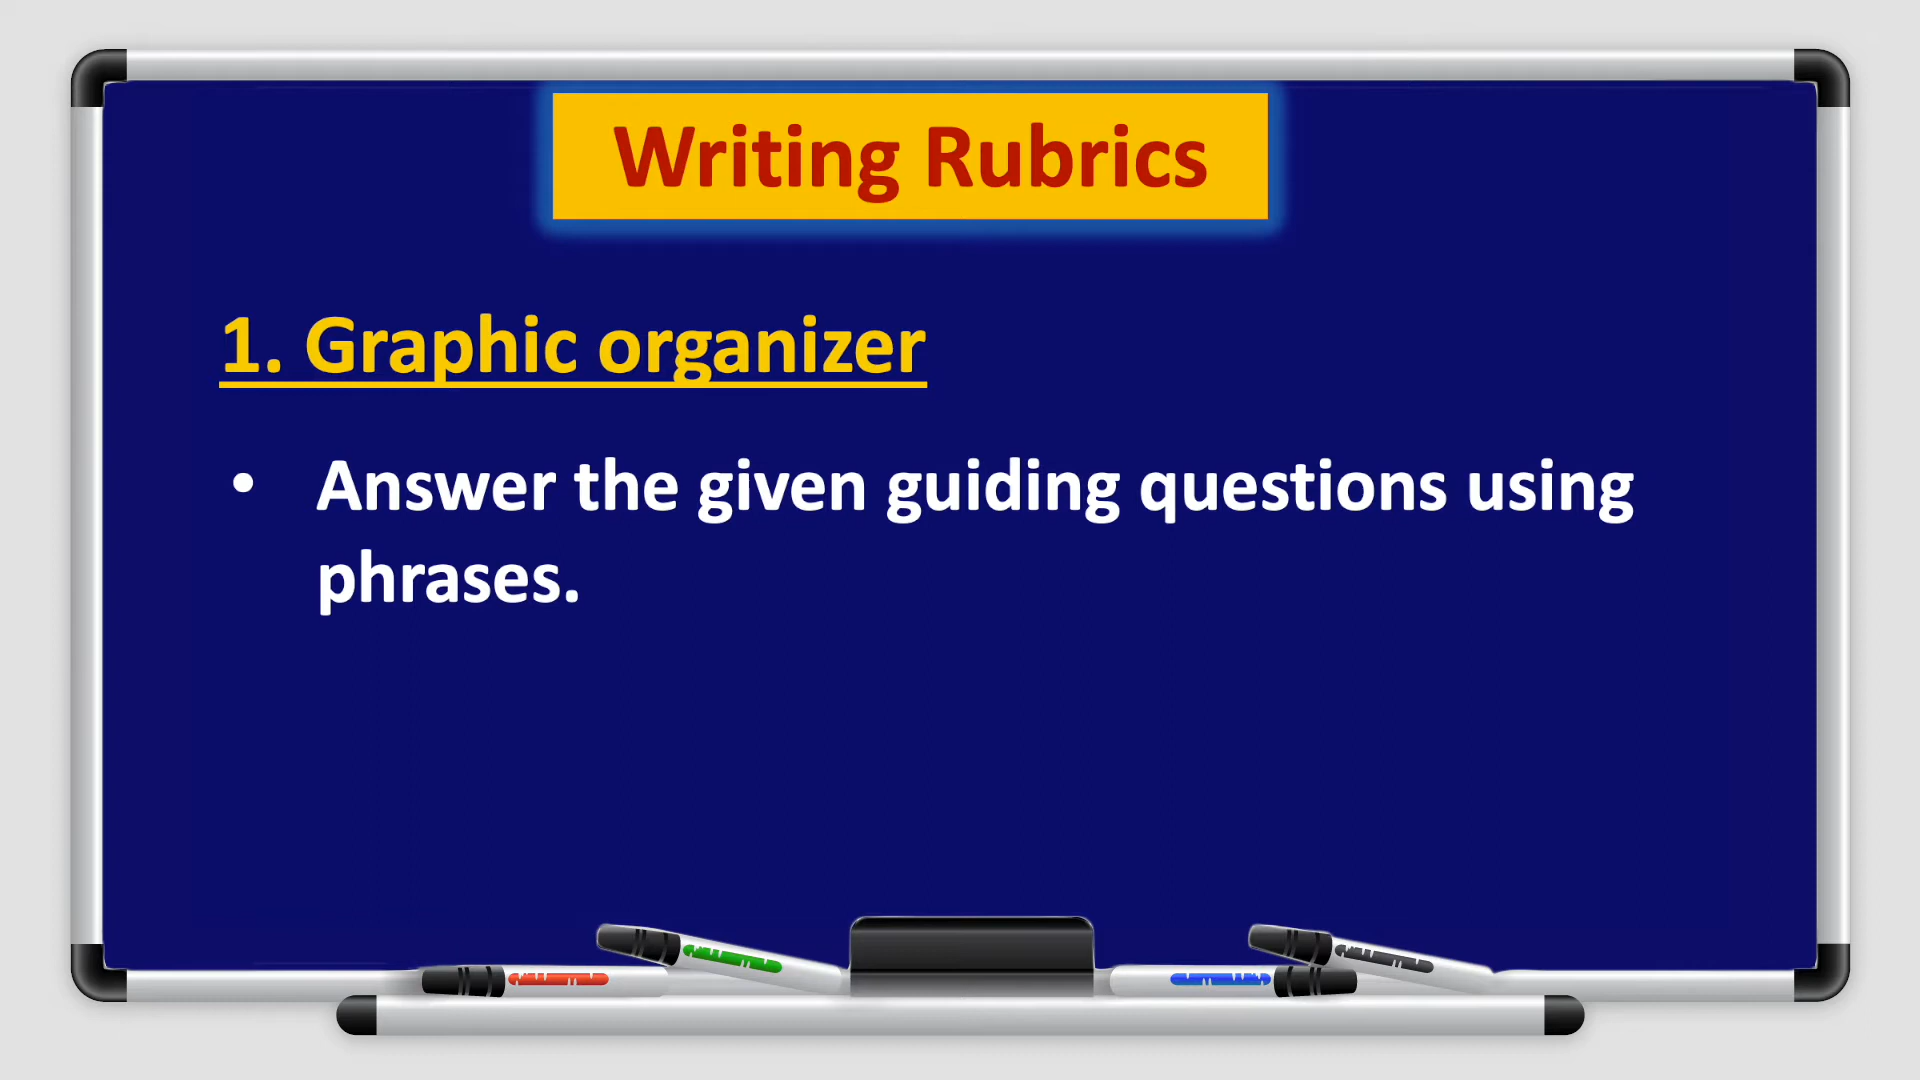 Writing Rubrics
1. Graphic organizer
• Answer the given guiding questions using
phrases.